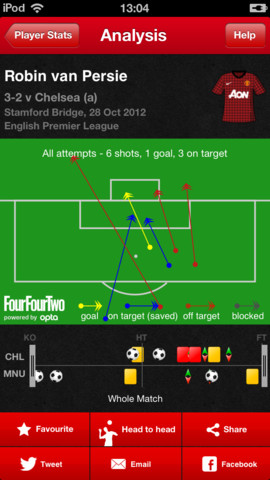 iPod 13:04
Player Stats Analysis Help
Robin van Persie
3-2 v Chelsea (a)
Stamford Bridge, 28 Oct 2012
English Premier League
AON
All attempts - 6 shots, 1 goal, 3 on target
FourFourTwo
powered by opta
goal on target (saved) off target blocked
KO HT FT
CHL
MNU
Whole Match
Favourite Head to head Share
Tweet Email Facebook